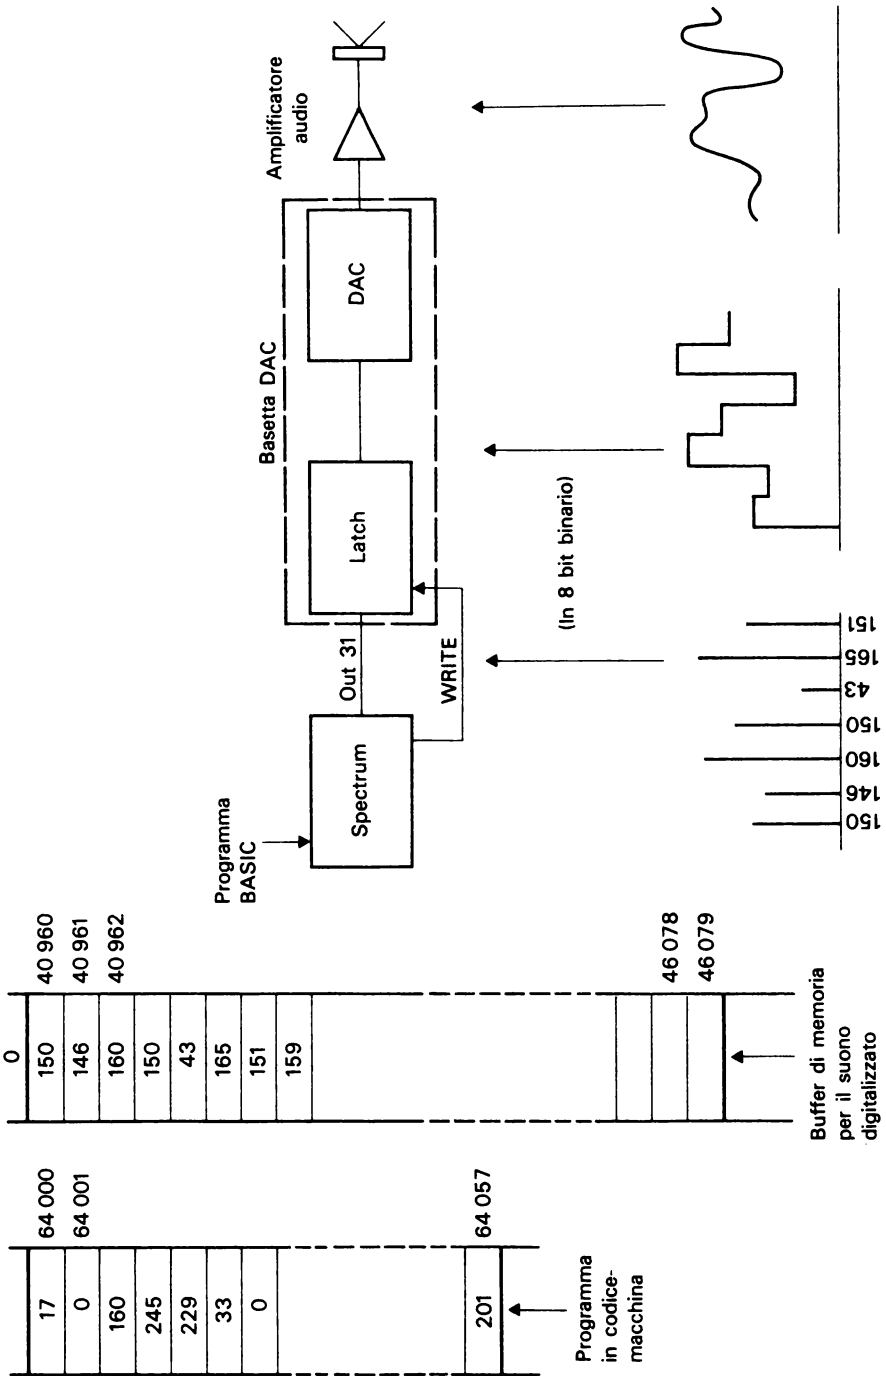 17
0
160
245
229
33
0
201
64 000
64 001
64 057
Programma
in codice-
macchina
0
150
146
160
150
43
165
151
159
40 960
40 961
40 962
46 078
46 079
Buffer di memoria
per il suono
digitalizzato
Programma
BASIC
Spectrum
Out 31
WRITE
Basetta DAC
Latch
DAC
Amplificatore
audio
(In 8 bit binario)
150
146
160
150
43
165
151